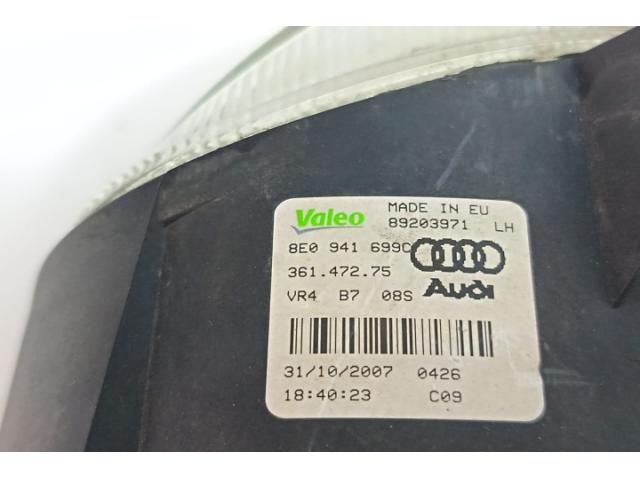 Valeo MADE IN EU
89203971 LH
8E0 941 699C
361.472.75
VR4 B7 08S Audi
31/10/2007 0426
18:40:23 C09